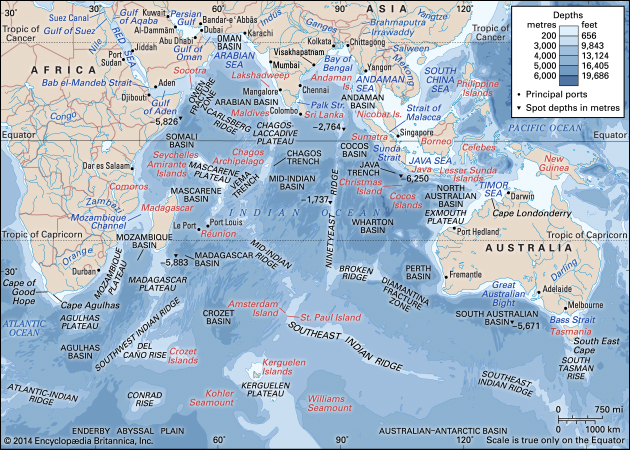 60°
90°
120°
ASIA
Suez Canal
Gulf of Aqaba
Gulf of Suez
Kuwait
Persian Gulf
Bandar-e' Abbās
Al-Dammām
Dubai
Abu Dhabi
Gulf of Oman
Indus
Karachi
Ganges
Brahmaputra
Irrawaddy
Yangtze
Tropic of Cancer
Tropic of Cancer
Nile
RED SEA
Port Sudan
OMAN BASIN
ARABIAN SEA
Kolkata
Chittagong
Visakhapatnam
Mumbai
Bay of Bengal
Salween
Mekong
Yangon
AFRICA
Socotra
Lakshadweep
Andaman Is.
ANDAMAN SEA
SOUTH CHINA SEA
Philippine Islands
Bab el-Mandeb Strait
Aden
Djibouti
Gulf of Aden
OWEN FRACTURE ZONE
ARABIAN BASIN
Mangalore
Chennai
ANDAMAN BASIN
Nicobar Is.
Strait of Malacca
PACIFIC OCEAN
5,825
CARLSBERG RIDGE
Maldives
Colombo
Palk Str.
Sri Lanka
2,764
Equator
Equator
Congo
SOMALI BASIN
CHAGOS LACCADIVE PLATEAU
Sumatra
Singapore
Borneo
Celebes
New Guinea
Dar es Salaam
Seychelles
Amirante Islands
Chagos Archipelago
CHAGOS TRENCH
COCOS BASIN
Sunda Strait
JAVA SEA
Java
Lesser Sunda Islands
MASCARENE PLATEAU
VEMA TRENCH
MID-INDIAN BASIN
JAVA TRENCH
6,250
Christmas Island
TIMOR SEA
Darwin
Comoros
MASCARENE BASIN
Zambezi
Mozambique Channel
Madagascar
INDIAN OCEAN
1,737
Cocos Islands
NORTH AUSTRALIAN BASIN
Cape Londonderry
EXMOUTH PLATEAU
Le Port
Port Louis
Réunion
NINETYEAST RIDGE
WHARTON BASIN
Port Hedland
Tropic of Capricorn
Tropic of Capricorn
MOZAMBIQUE BASIN
MOZAMBIQUE PLATEAU
5,883
MADAGASCAR BASIN
MID-INDIAN RIDGE
AUSTRALIA
Orange
30°
30°
Durban
MADAGASCAR PLATEAU
BROKEN RIDGE
PERTH BASIN
DIAMANTINA FRACTURE ZONE
Fremantle
Great Australian Bight
Darling
Adelaide
Melbourne
Cape of Good Hope
Cape Agulhas
SOUTHWEST INDIAN RIDGE
Amsterdam Island
St. Paul Island
SOUTH AUSTRALIAN BASIN
5,671
Bass Strait
Tasmania
South East Cape
ATLANTIC OCEAN
AGULHAS PLATEAU
CROZET BASIN
SOUTHEAST INDIAN RIDGE
AGULHAS BASIN
DEL CANO RISE
Crozet Islands
Kerguelen Islands
KERGUELEN PLATEAU
SOUTH TASMAN RISE
SOUTHEAST INDIAN RIDGE
ATLANTIC-INDIAN RIDGE
CONRAD RISE
Kohler Seamount
Williams Seamount
ENDERBY ABYSSAL PLAIN
AUSTRALIAN-ANTARCTIC BASIN
60°
90°
120°
© 2014 Encyclopædia Britannica, Inc.
Depths
metres feet
200 656
3,000 9,843
4,000 13,124
5,000 16,405
6,000 19,686
Principal ports
Spot depths in metres
0 750 mi
0 1000 km
Scale is true only on the Equator